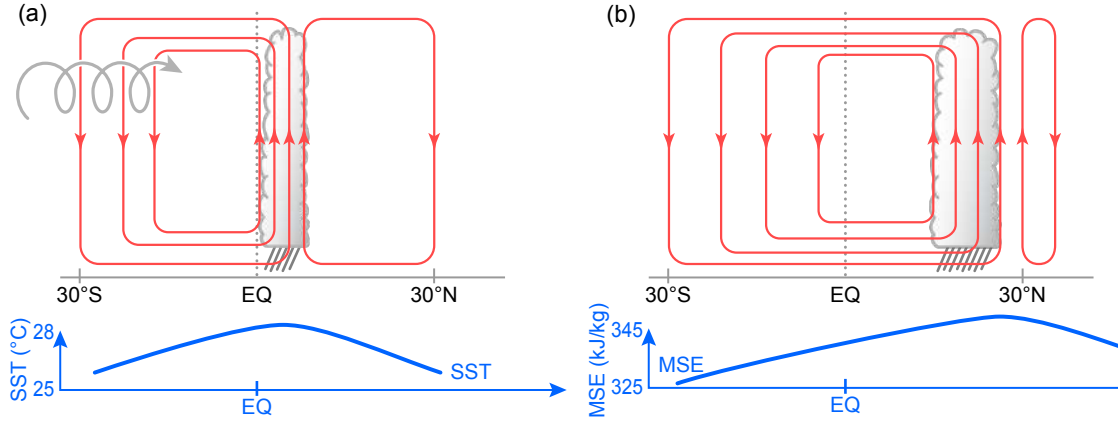 (a)
30°S EQ 30°N
28
25
SST (°C)
SST
EQ
(b)
30°S EQ 30°N
345
325
MSE (kJ/kg)
MSE
EQ